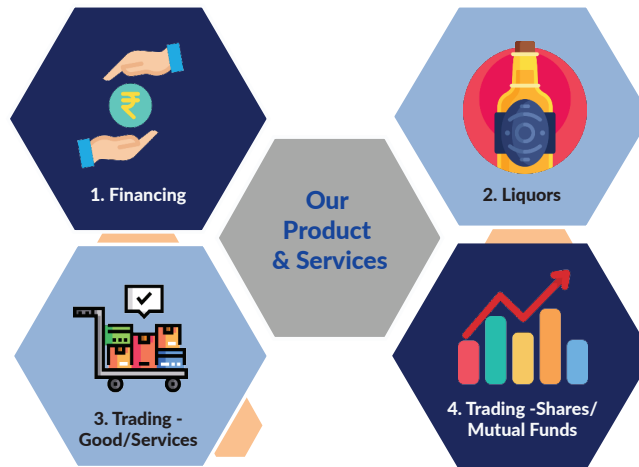 ₹
1. Financing
2. Liquors
Our
Product
& Services
3. Trading -
Good/Services
4. Trading -Shares/
Mutual Funds